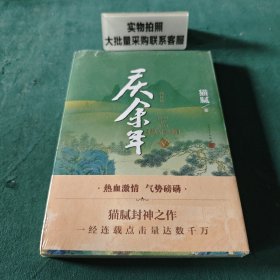 实物拍照
大批量采购联系客服
庆余年
猫腻 著
·热血激情 气势磅礴·
猫腻封神之作
一经连载点击量达数千万